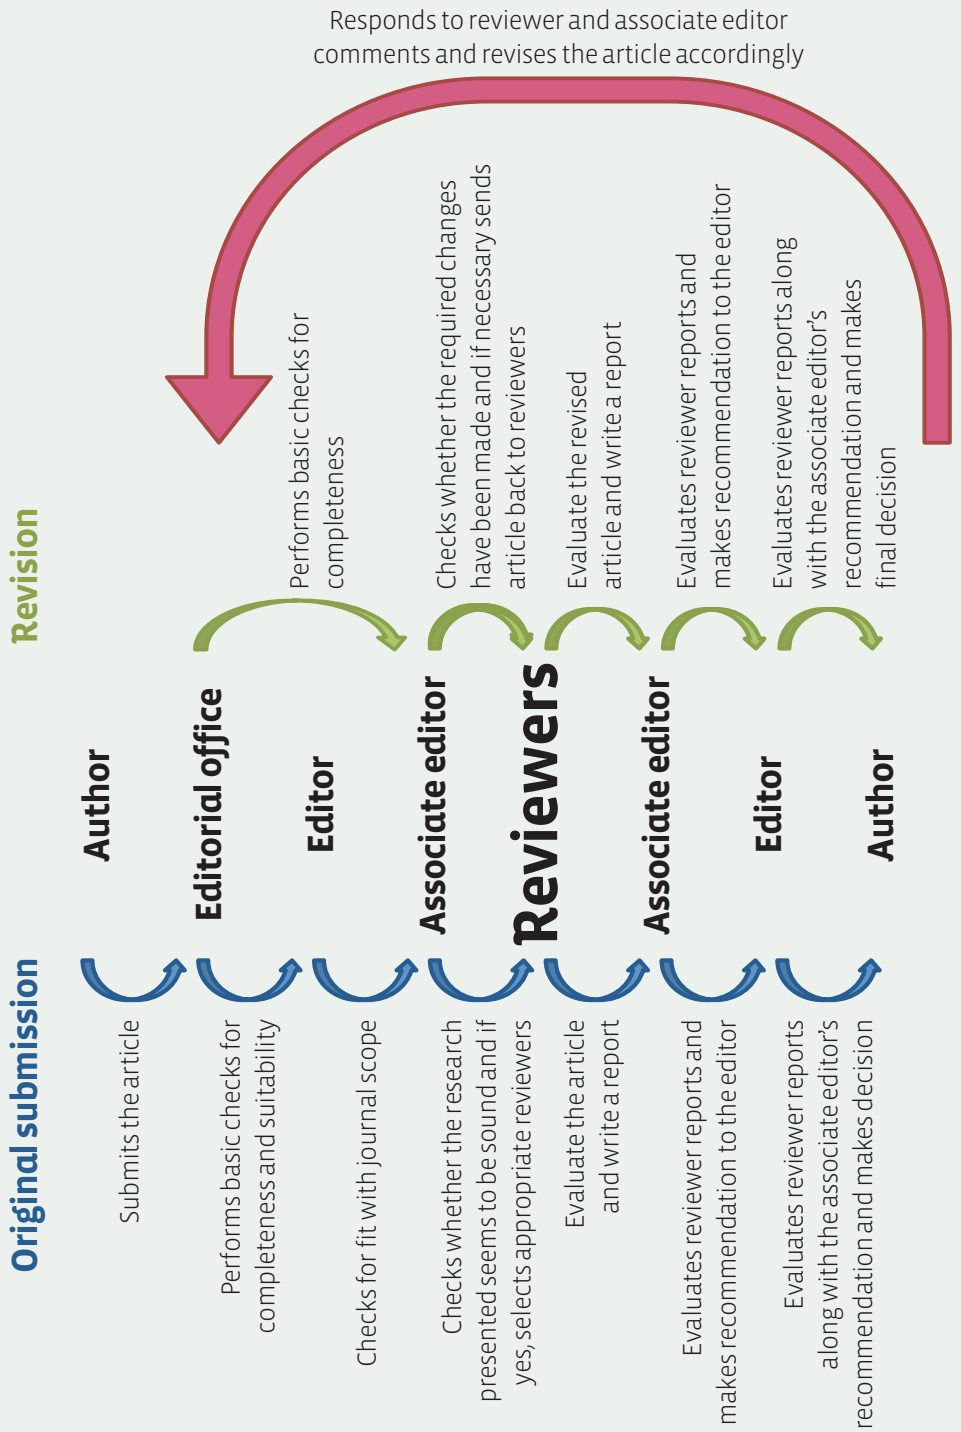 Responds to reviewer and associate editor
comments and revises the article accordingly
Original submission
Revision
Author
Submits the article
Editorial office
Performs basic checks for
completeness and suitability
Performs basic checks for
completeness
Editor
Checks for fit with journal scope
Associate editor
Checks whether the research
presented seems to be sound and if
yes, selects appropriate reviewers
Checks whether the required changes
have been made and if necessary sends
article back to reviewers
Reviewers
Evaluate the article
and write a report
Evaluate the revised
article and write a report
Associate editor
Evaluates reviewer reports and
makes recommendation to the editor
Evaluates reviewer reports and
makes recommendation to the editor
Editor
Evaluates reviewer reports
along with the associate editor's
recommendation and makes decision
Evaluates reviewer reports along
with the associate editor's
recommendation and makes
final decision
Author